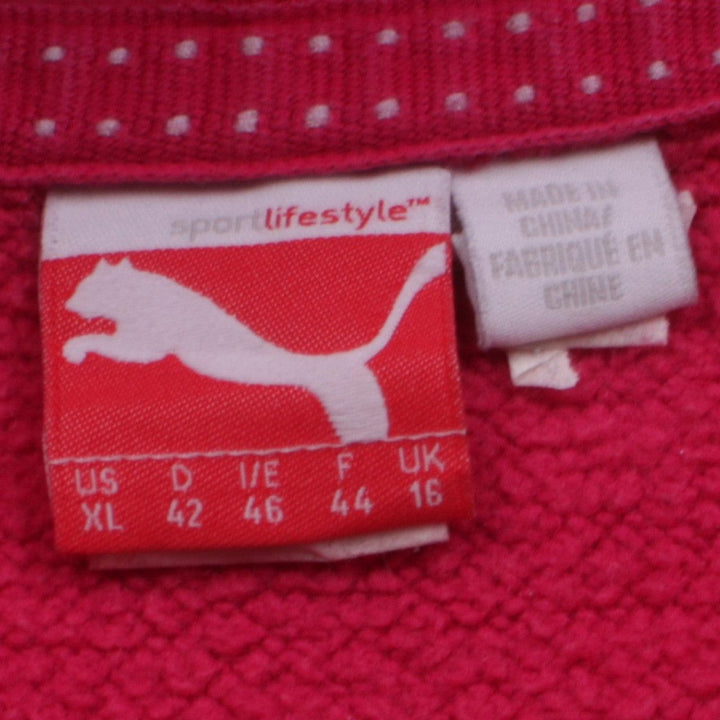 sportlifestyle™
US D I/E F UK
XL 42 46 44 16
MADE IN
CHINA/
FABRIQUÉ EN
CHINE